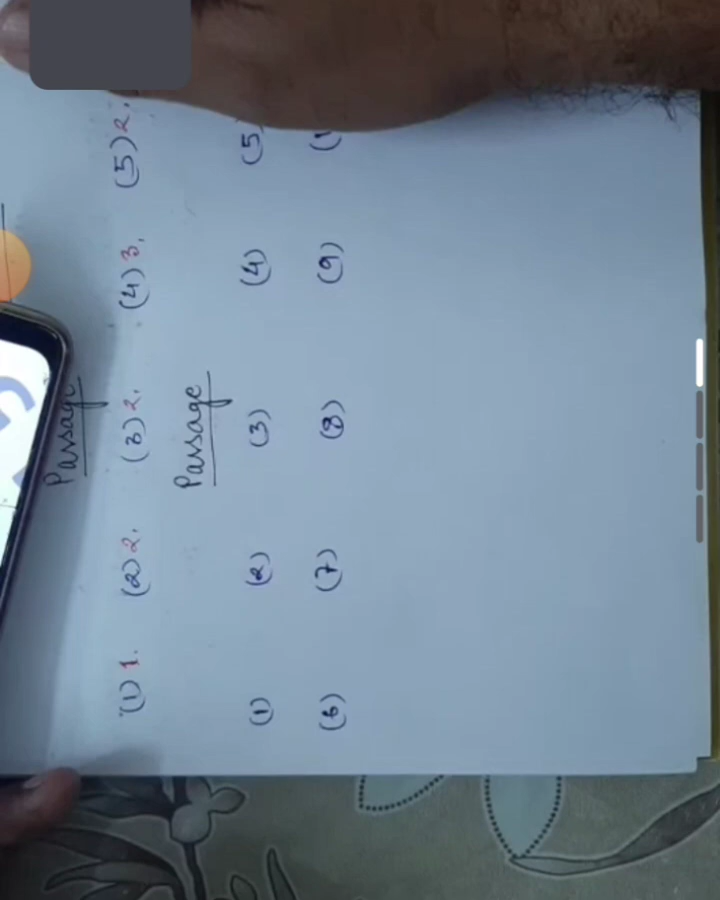 Passage
(1) 1. (2) 2. (3) 2. (4) 3. (5) 2.
Passage
(1) (2) (3) (4) (5)
(6) (7) (8) (9)